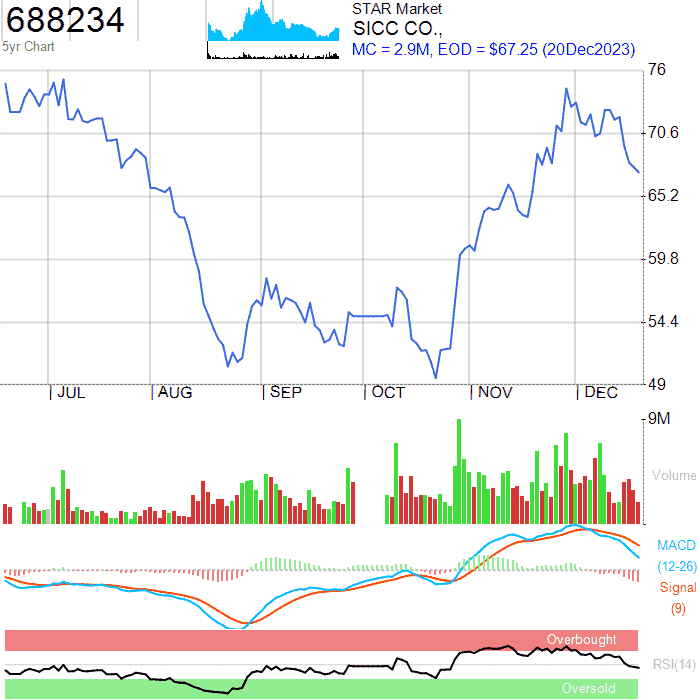 688234
5yr Chart
STAR Market
SICC CO.,
MC = 2.9M, EOD = $67.25 (20Dec2023)
76
70.6
65.2
59.8
54.4
49
JUL AUG SEP OCT NOV DEC
9M
Volume
MACD
(12-26)
Signal
(9)
Overbought
RSI(14)
Oversold